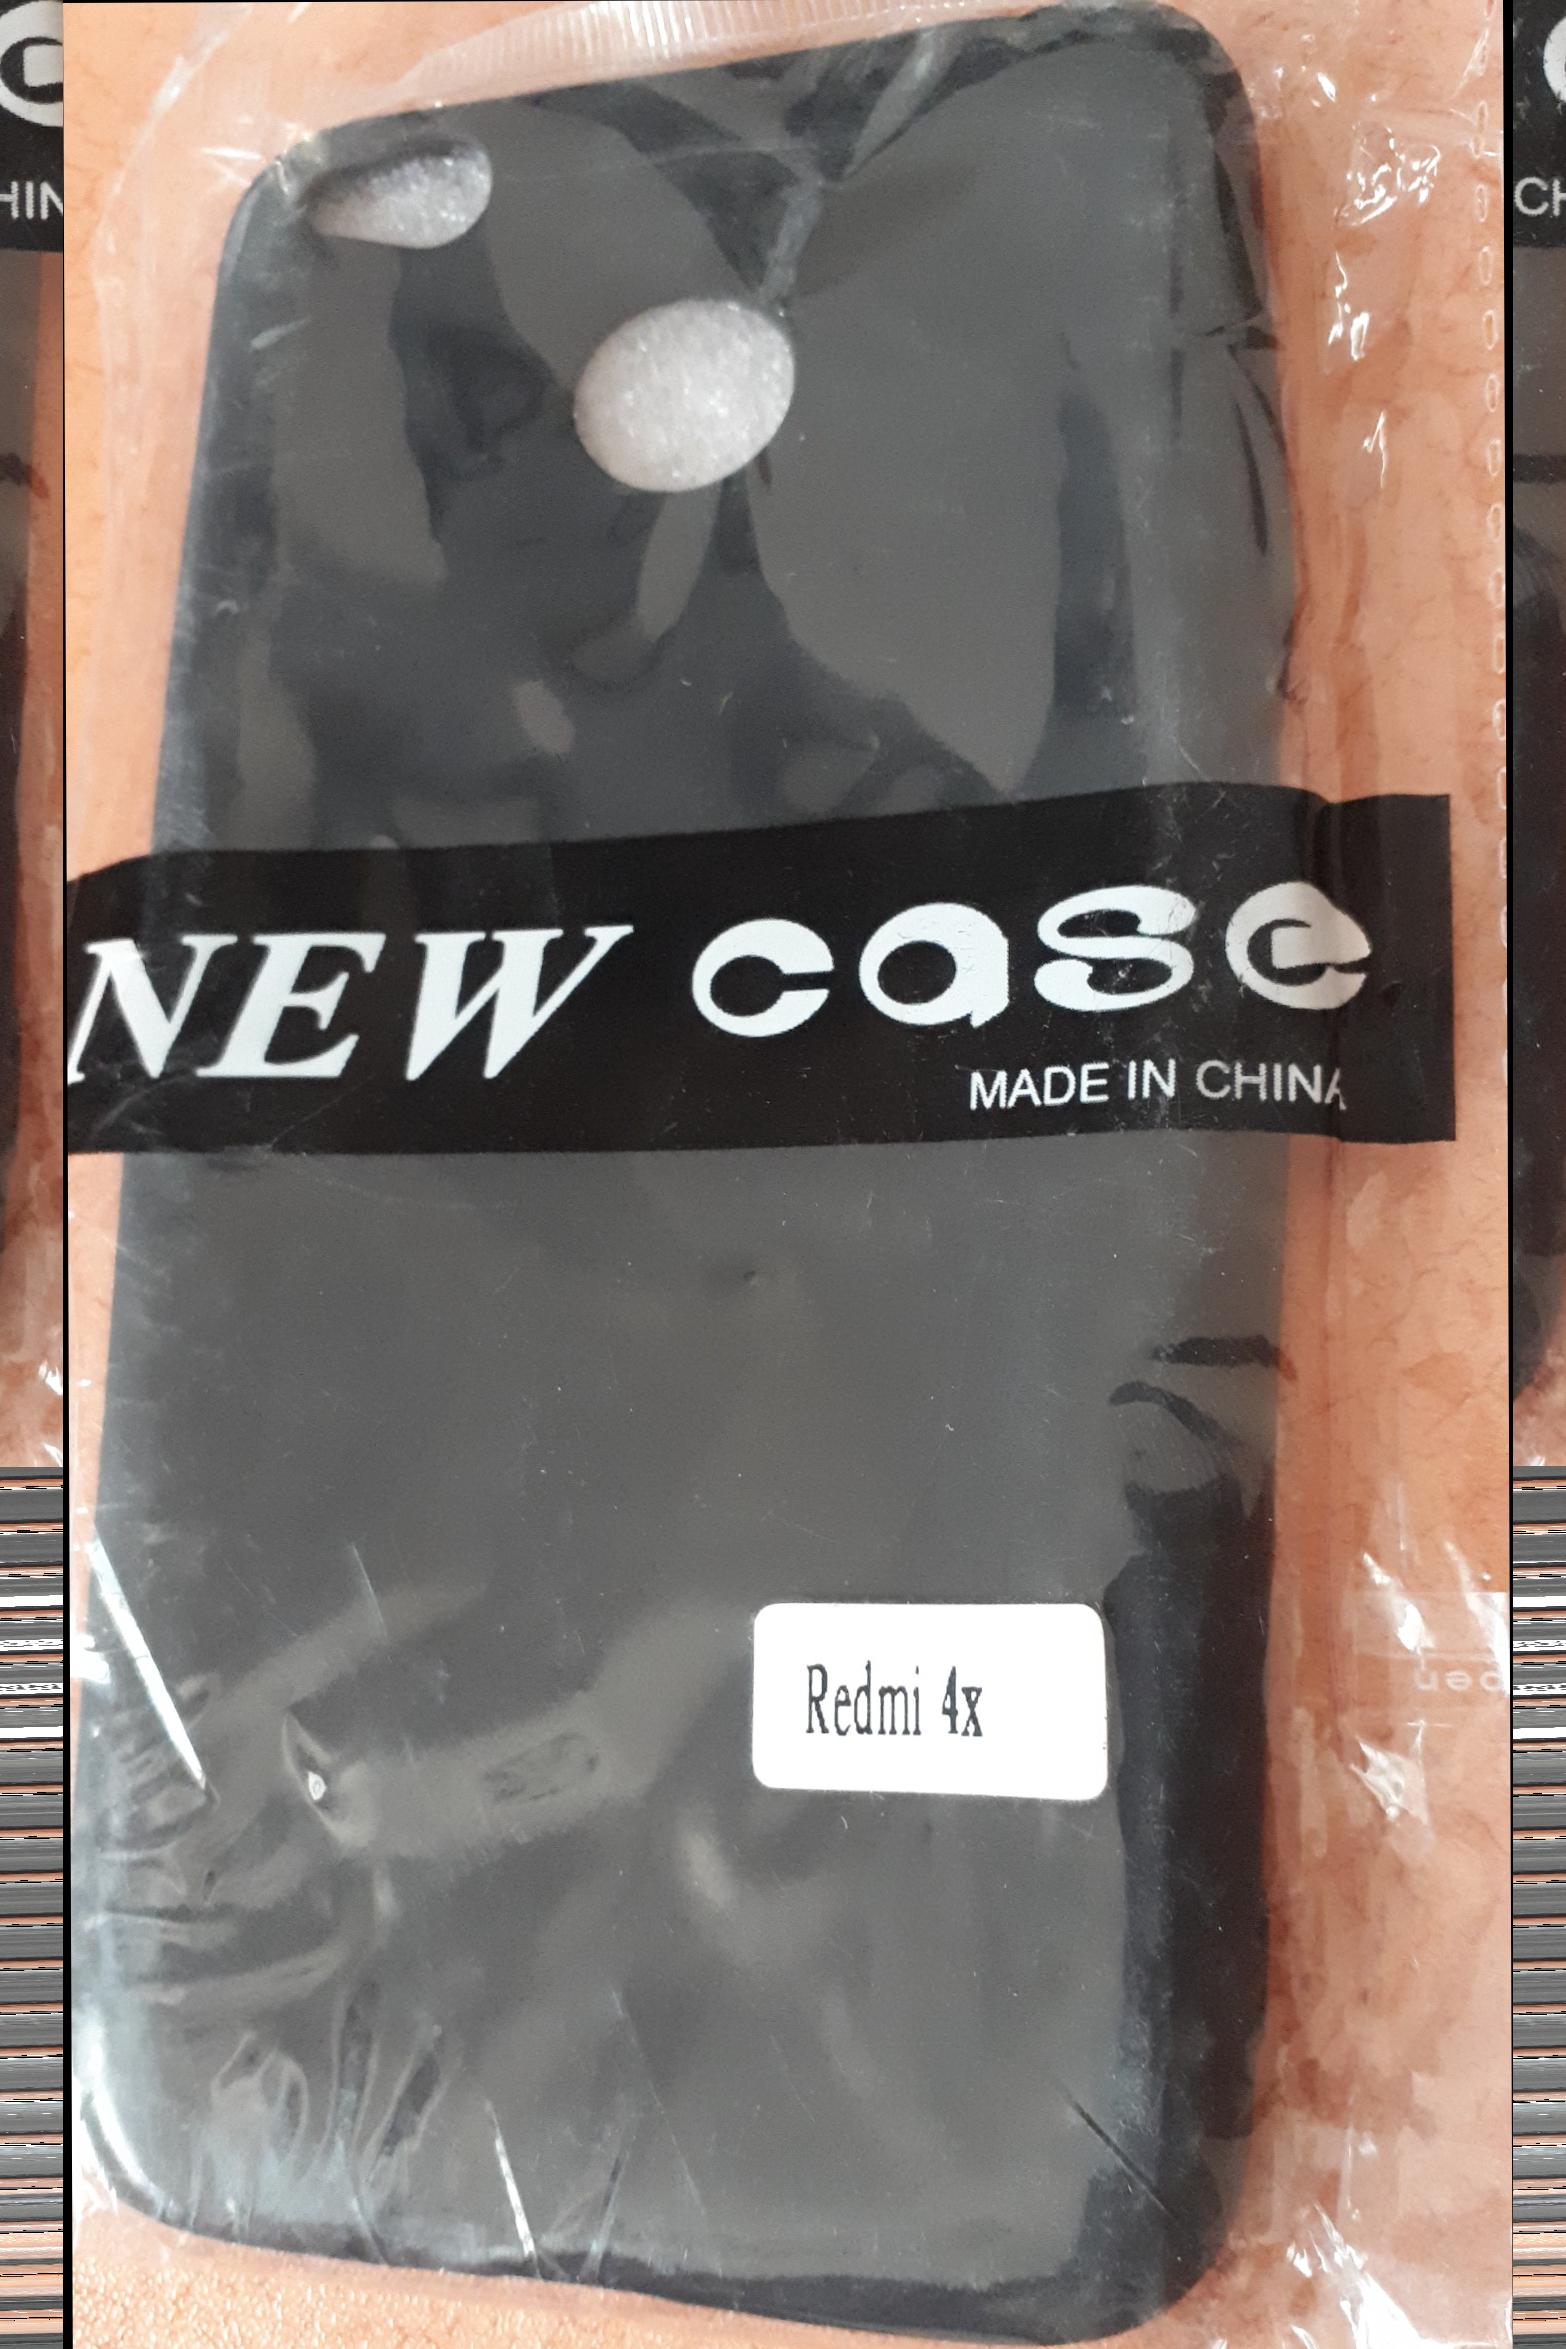 NEW case
MADE IN CHINA
Redmi 4x